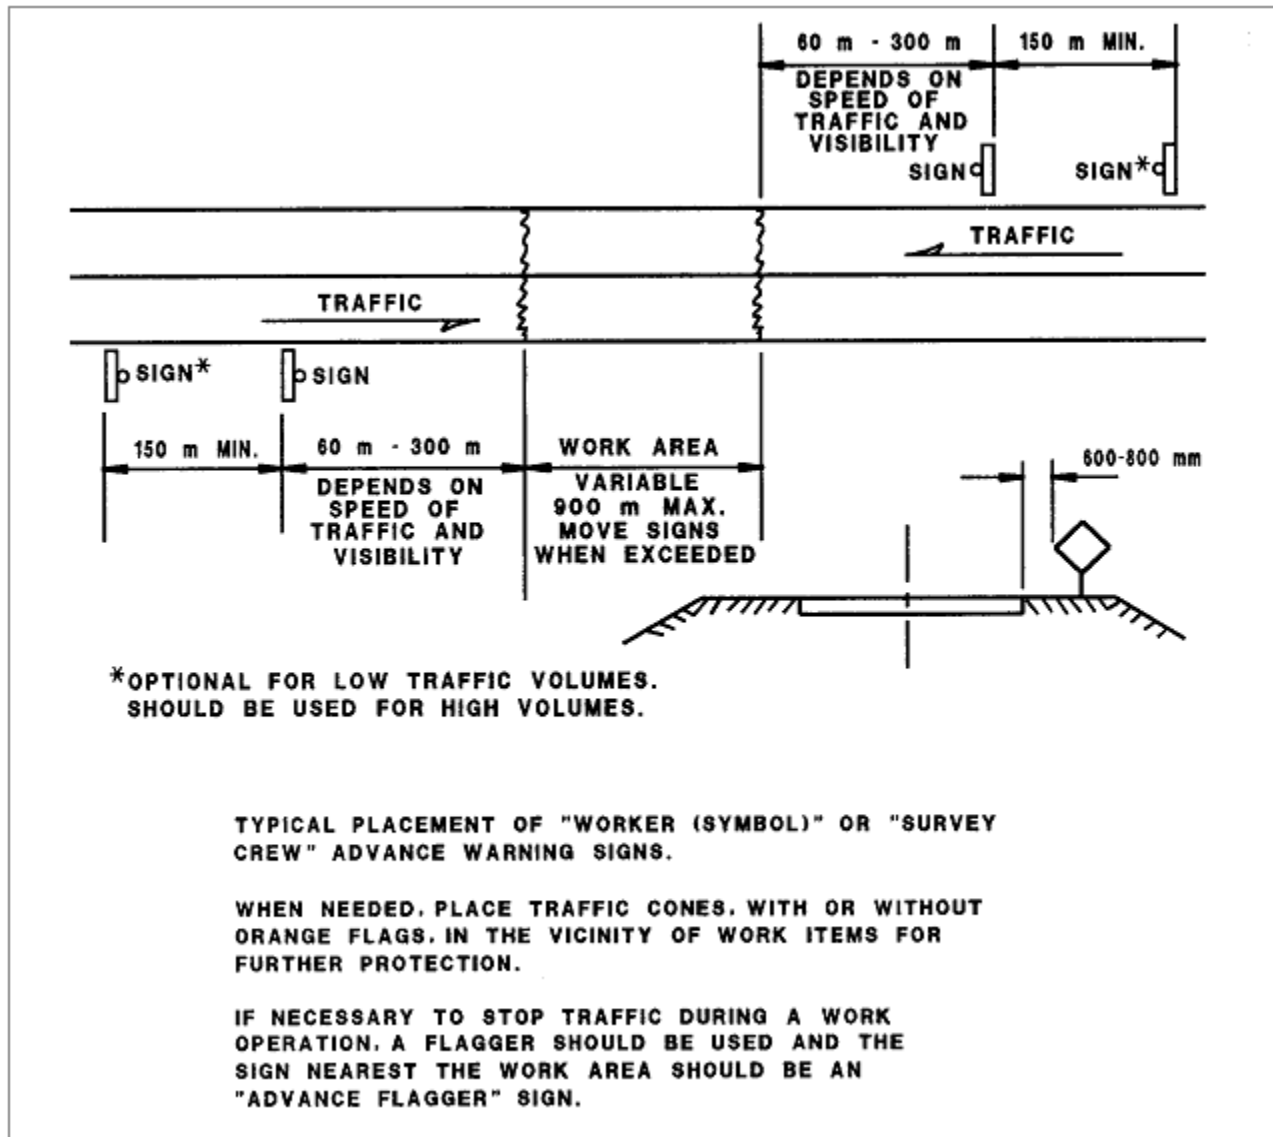 60 m - 300 m
150 m MIN.
DEPENDS ON
SPEED OF
TRAFFIC AND
VISIBILITY
SIGN
SIGN*
TRAFFIC
TRAFFIC
SIGN*
SIGN
150 m MIN.
60 m - 300 m
DEPENDS ON
SPEED OF
TRAFFIC AND
VISIBILITY
WORK AREA
VARIABLE
900 m MAX.
MOVE SIGNS
WHEN EXCEEDED
600-800 mm
*OPTIONAL FOR LOW TRAFFIC VOLUMES.
SHOULD BE USED FOR HIGH VOLUMES.
TYPICAL PLACEMENT OF "WORKER (SYMBOL)" OR "SURVEY
CREW" ADVANCE WARNING SIGNS.
WHEN NEEDED, PLACE TRAFFIC CONES, WITH OR WITHOUT
ORANGE FLAGS, IN THE VICINITY OF WORK ITEMS FOR
FURTHER PROTECTION.
IF NECESSARY TO STOP TRAFFIC DURING A WORK
OPERATION, A FLAGGER SHOULD BE USED AND THE
SIGN NEAREST THE WORK AREA SHOULD BE AN
"ADVANCE FLAGGER" SIGN.